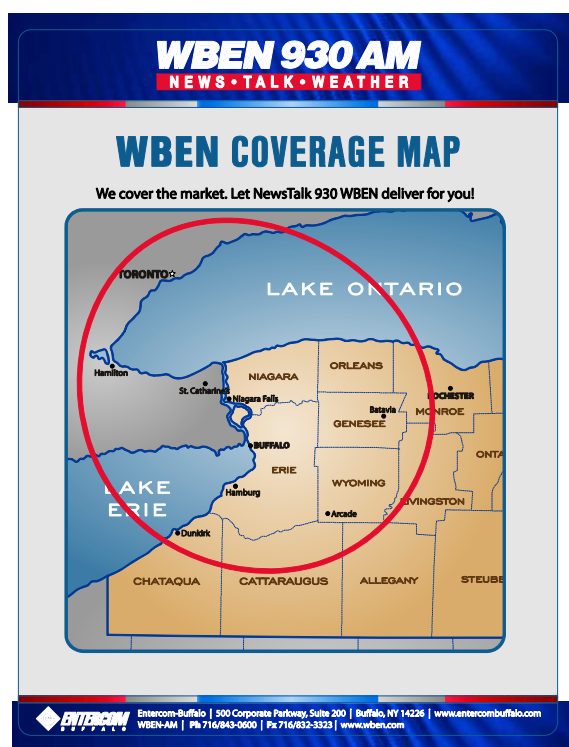 WBEN 930 AM
NEWS • TALK • WEATHER
WBEN COVERAGE MAP
We cover the market. Let NewsTalk 930 WBEN deliver for you!
TORONTO
LAKE ONTARIO
Hamilton
St. Catharines
NIAGARA
ORLEANS
Niagara Falls
ROCHESTER
Batavia
MONROE
GENESEE
BUFFALO
ONTA
ERIE
WYOMING
LAKE
ERIE
Hamburg
LIVINGSTON
Arcade
Dunkirk
CHATAQUA
CATTARAUGUS
ALLEGANY
STEUBE
ENTERCOM
BUFFALO
Entercom-Buffalo | 500 Corporate Parkway, Suite 200 | Buffalo, NY 14226 | www.entercombuffalo.com
WBEN-AM | Ph 716/843-0600 | Fx 716/832-3323 | www.wben.com